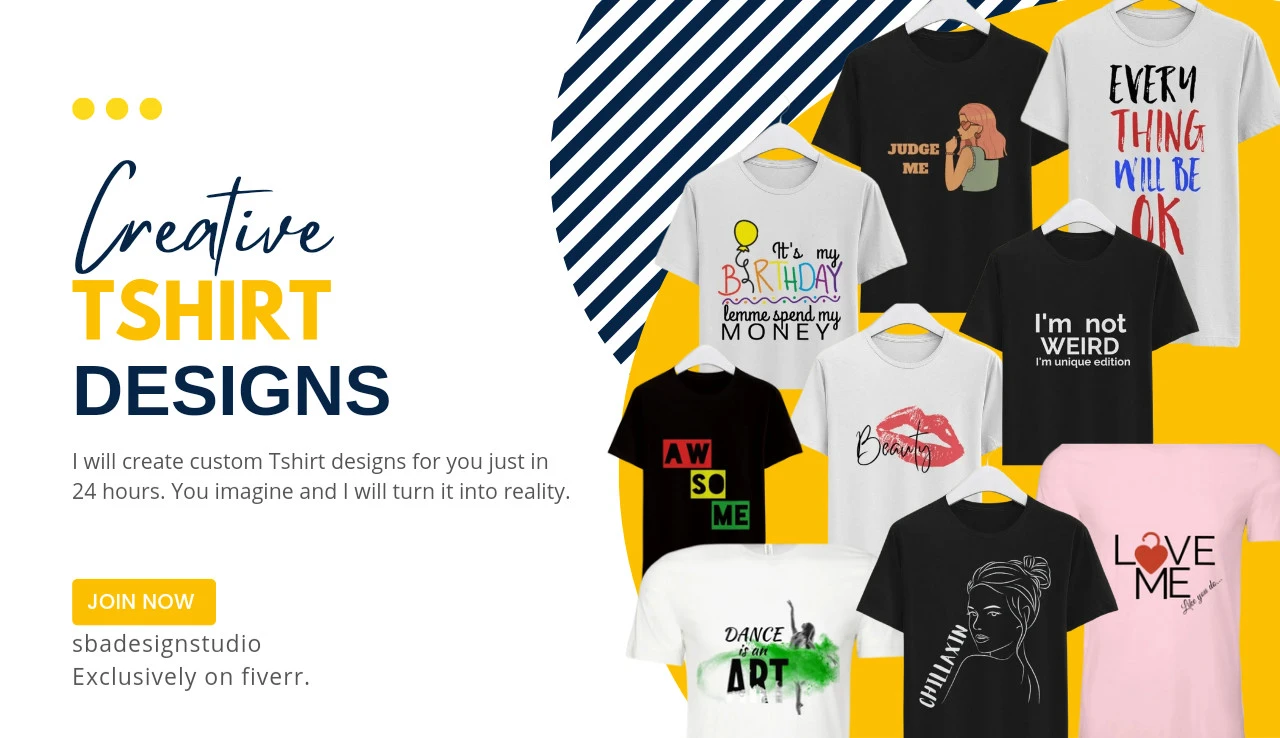 Creative
TSHIRT
DESIGNS
I will create custom Tshirt designs for you just in
24 hours. You imagine and I will turn it into reality.
JOIN NOW
sbadesignstudio
Exclusively on fiverr.
JUDGE
ME
EVERY
THING
WILL BE
OK
It's my
BIRTHDAY
lemme spend my
MONEY
I'm not
WEIRD
I'm unique edition
AW
SO
ME
Beauty
LOVE
ME
Like you do...
DANCE
is an
ART
CHILLAXIN